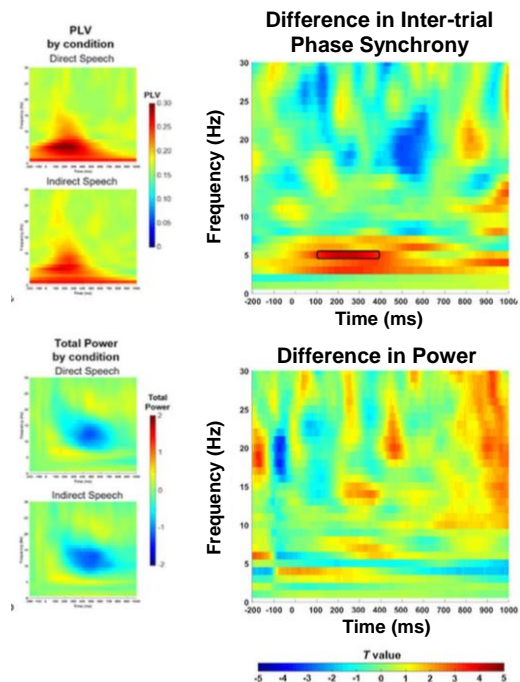 PLV
by condition
Direct Speech
PLV
0.30
0.20
0.15
0.10
0.05
0
Indirect Speech
Difference in Inter-trial
Phase Synchrony
Frequency (Hz)
30
25
20
15
10
5
0
-200 -100 0 100 200 300 400 500 600 700 800 900 1000
Time (ms)
Total Power
by condition
Direct Speech
Total
Power
2
1
0
-1
-2
Indirect Speech
Difference in Power
Frequency (Hz)
30
25
20
15
10
5
0
-200 -100 0 100 200 300 400 500 600 700 800 900 1000
Time (ms)
T value
-5 -4 -3 -2 -1 0 1 2 3 4 5